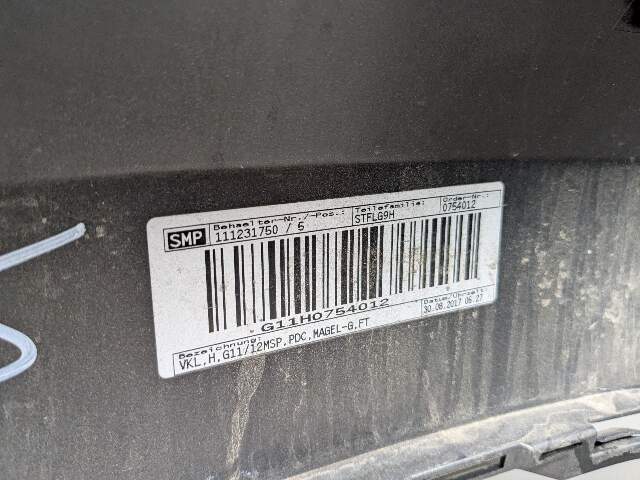 SMP
Behaelter-Nr./-Pos.: Teilefamilie: Order-Nr.:
111231750 / 5 STFLG9H 0754012
*G11H0754012
Datum/Uhrzeit:
30.08.2017 06.27
Bezeichnung:
VKL,H,G11/12MSP,PDC,MAGEL-G,FT